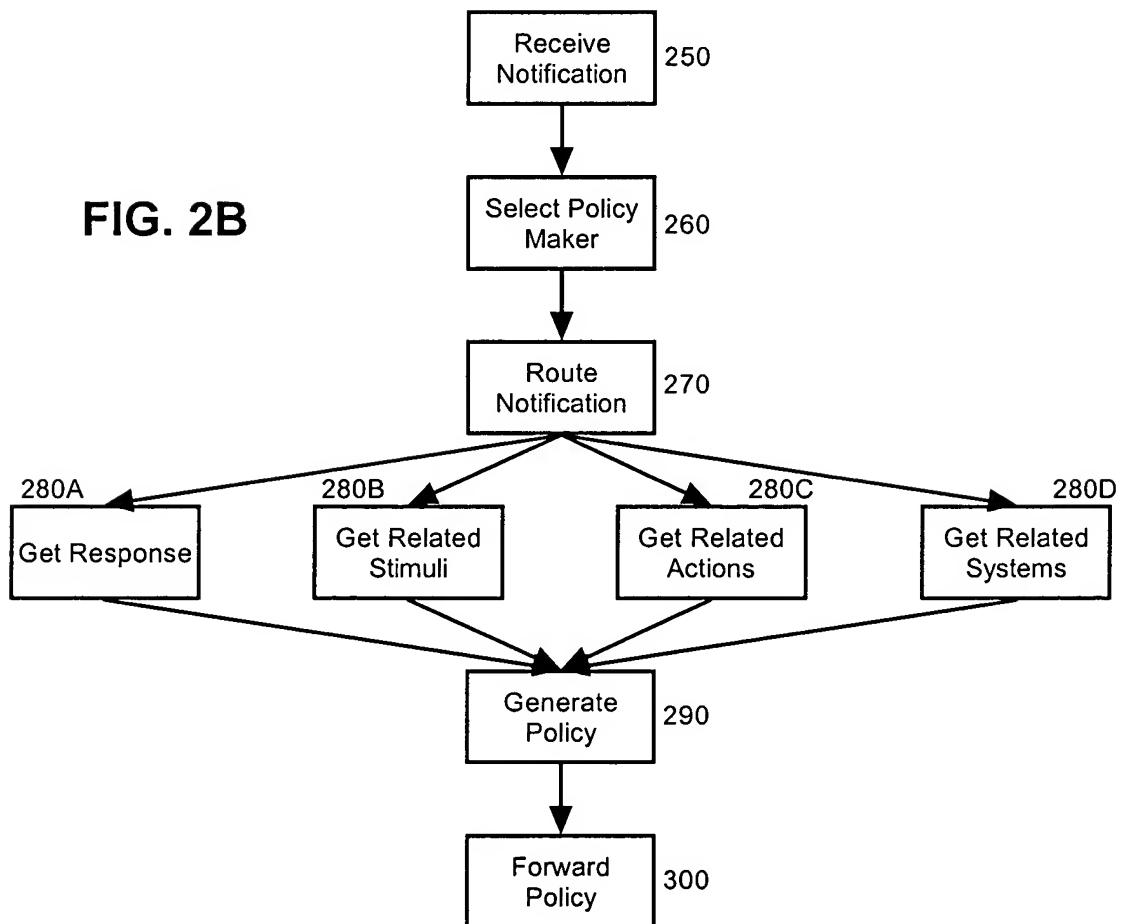 Receive
Notification
250
FIG. 2B
Select Policy
Maker
260
Route
Notification
270
280A
280B
280C
280D
Get Response
Get Related
Stimuli
Get Related
Actions
Get Related
Systems
Generate
Policy
290
Forward
Policy
300